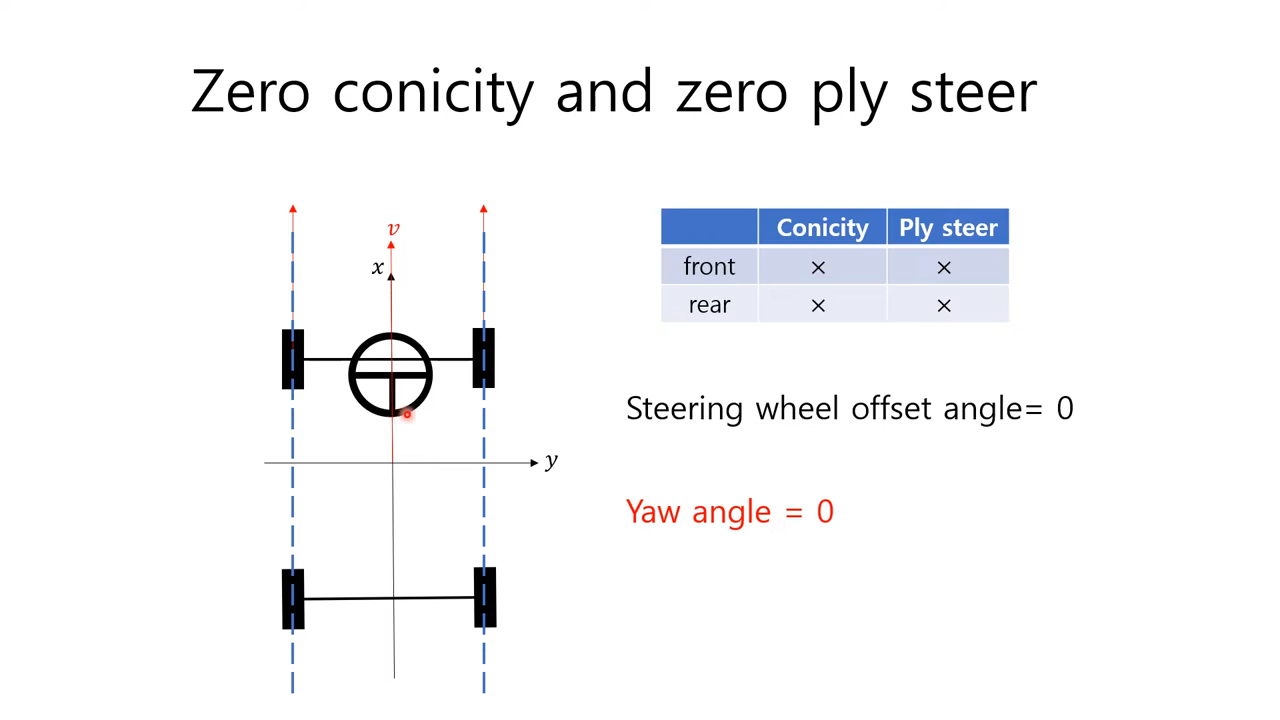 Zero conicity and zero ply steer
v
x
y
Conicity Ply steer
front × ×
rear × ×
Steering wheel offset angle= 0
Yaw angle = 0